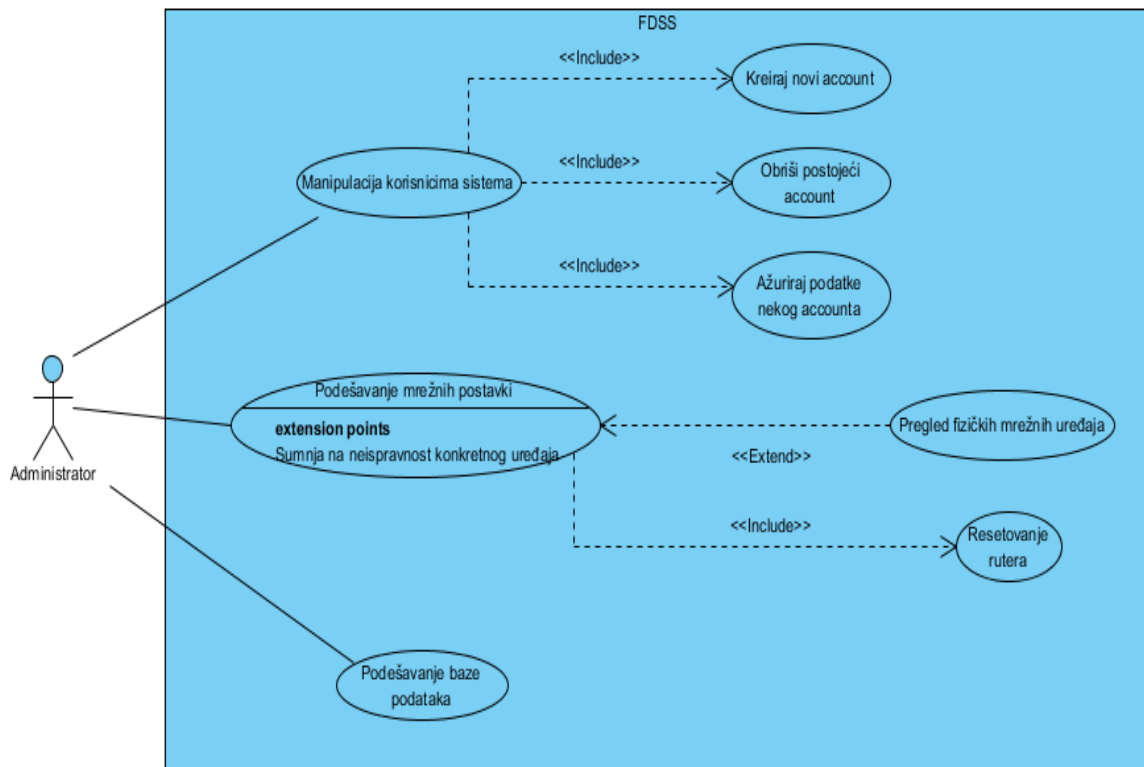 FDSS
<<Include>>
Kreiraj novi account
<<Include>>
Manipulacija korisnicima sistema
Obriši postojeći
account
<<Include>>
Ažuriraj podatke
nekog accounta
Administrator
Podešavanje mrežnih postavki
extension points
Sumnja na neispravnost konkretnog uređaja
Pregled fizičkih mrežnih uređaja
<<Extend>>
<<Include>>
Resetovanje
rutera
Podešavanje baze
podataka